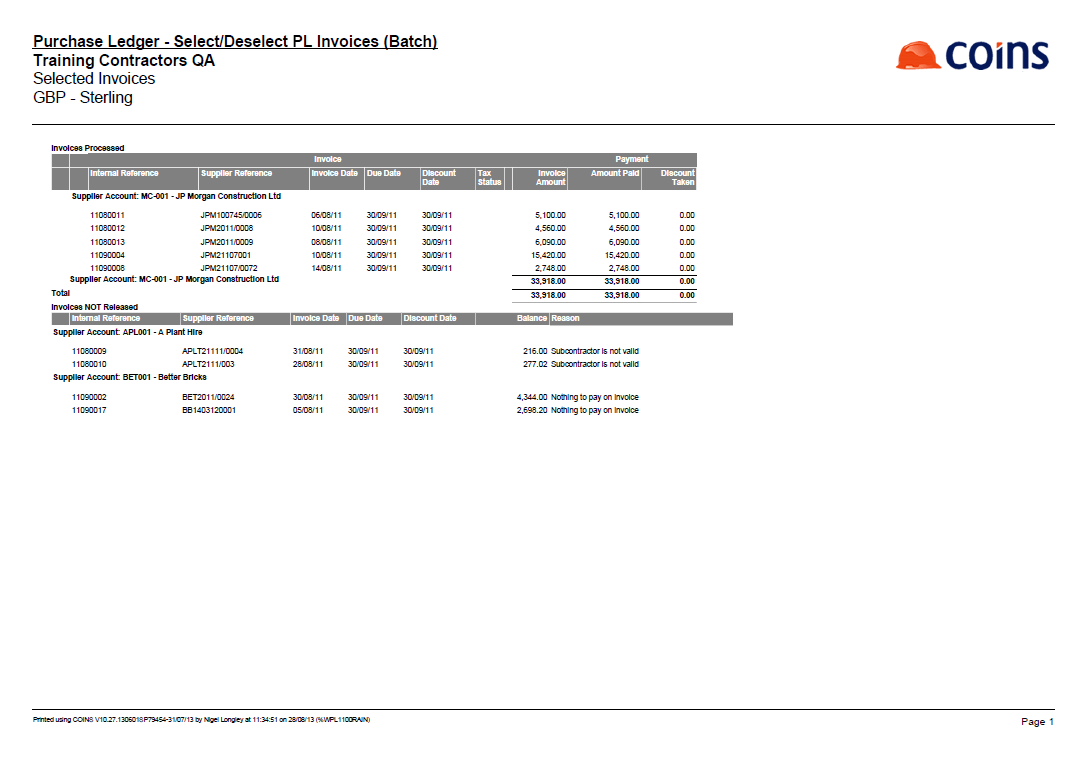 Purchase Ledger - Select/Deselect PL Invoices (Batch)
Training Contractors QA
Selected Invoices
GBP - Sterling
coins
Invoices Processed
Invoice Payment
Internal Reference Supplier Reference Invoice Date Due Date Discount Date Tax Status Invoice Amount Amount Paid Discount Taken
Supplier Account: MC-001 - JP Morgan Construction Ltd
11080011 JPM100745/0006 06/08/11 30/09/11 30/09/11 5,100.00 5,100.00 0.00
11080012 JPM2011/0008 10/08/11 30/09/11 30/09/11 4,560.00 4,560.00 0.00
11080013 JPM2011/0009 08/08/11 30/09/11 30/09/11 6,090.00 6,090.00 0.00
11090004 JPM21107001 10/08/11 30/09/11 30/09/11 15,420.00 15,420.00 0.00
11090008 JPM21107/0072 14/08/11 30/09/11 30/09/11 2,748.00 2,748.00 0.00
Supplier Account: MC-001 - JP Morgan Construction Ltd 33,918.00 33,918.00 0.00
Total 33,918.00 33,918.00 0.00
Invoices NOT Released
Internal Reference Supplier Reference Invoice Date Due Date Discount Date Balance Reason
Supplier Account: APL001 - A Plant Hire
11080009 APLT21111/0004 31/08/11 30/09/11 30/09/11 216.00 Subcontractor is not valid
11080010 APLT2111/003 28/08/11 30/09/11 30/09/11 277.02 Subcontractor is not valid
Supplier Account: BET001 - Better Bricks
11090002 BET2011/0024 30/08/11 30/09/11 30/09/11 4,344.00 Nothing to pay on invoice
11090017 BB1403120001 05/08/11 30/09/11 30/09/11 2,698.20 Nothing to pay on invoice
Printed using COINS V10.27.130601SP79454-31/07/13 by Nigel Longley at 11:34:51 on 28/08/13 (%WPL1100RAIN)
Page 1